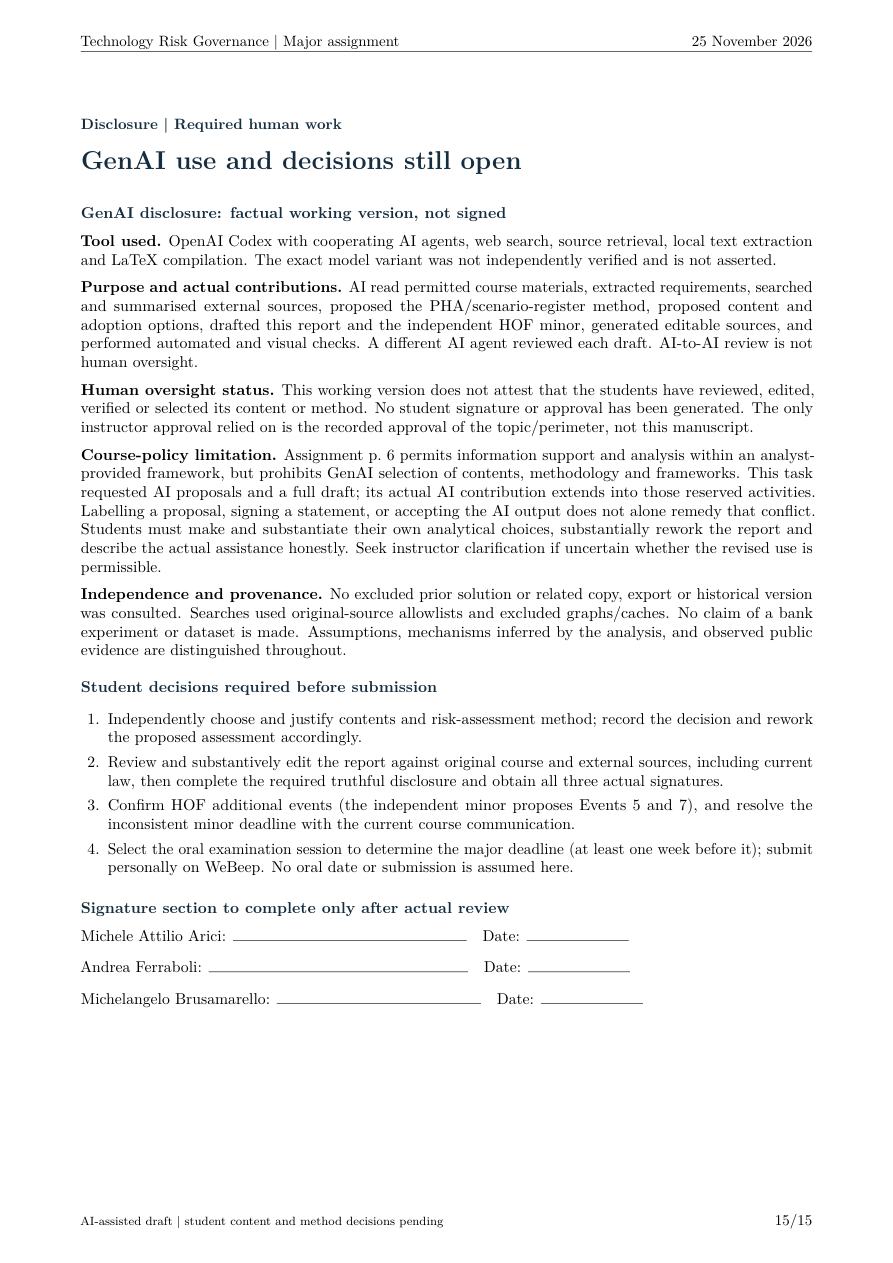 Technology Risk Governance | Major assignment 25 November 2026
Disclosure | Required human work
GenAI use and decisions still open
GenAI disclosure: factual working version, not signed
Tool used. OpenAI Codex with cooperating AI agents, web search, source retrieval, local text extraction
and LaTeX compilation. The exact model variant was not independently verified and is not asserted.
Purpose and actual contributions. AI read permitted course materials, extracted requirements, searched
and summarised external sources, proposed the PHA/scenario-register method, proposed content and
adoption options, drafted this report and the independent HOF minor, generated editable sources, and
performed automated and visual checks. A different AI agent reviewed each draft. AI-to-AI review is not
human oversight.
Human oversight status. This working version does not attest that the students have reviewed, edited,
verified or selected its content or method. No student signature or approval has been generated. The only
instructor approval relied on is the recorded approval of the topic/perimeter, not this manuscript.
Course-policy limitation. Assignment p. 6 permits information support and analysis within an analyst-
provided framework, but prohibits GenAI selection of contents, methodology and frameworks. This task
requested AI proposals and a full draft; its actual AI contribution extends into those reserved activities.
Labelling a proposal, signing a statement, or accepting the AI output does not alone remedy that conflict.
Students must make and substantiate their own analytical choices, substantially rework the report and
describe the actual assistance honestly. Seek instructor clarification if uncertain whether the revised use is
permissible.
Independence and provenance. No excluded prior solution or related copy, export or historical version
was consulted. Searches used original-source allowlists and excluded graphs/caches. No claim of a bank
experiment or dataset is made. Assumptions, mechanisms inferred by the analysis, and observed public
evidence are distinguished throughout.
Student decisions required before submission
1. Independently choose and justify contents and risk-assessment method; record the decision and rework
the proposed assessment accordingly.
2. Review and substantively edit the report against original course and external sources, including current
law, then complete the required truthful disclosure and obtain all three actual signatures.
3. Confirm HOF additional events (the independent minor proposes Events 5 and 7), and resolve the
inconsistent minor deadline with the current course communication.
4. Select the oral examination session to determine the major deadline (at least one week before it); submit
personally on WeBeep. No oral date or submission is assumed here.
Signature section to complete only after actual review
Michele Attilio Arici: Date:
Andrea Ferraboli: Date:
Michelangelo Brusamarello: Date:
AI-assisted draft | student content and method decisions pending 15/15